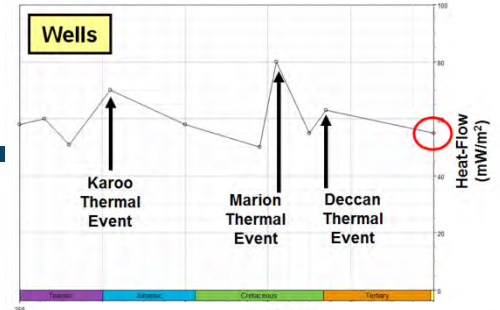 Wells
100
80
60
40
20
0
Heat-Flow
(mW/m²)
Karoo
Thermal
Event
Marion
Thermal
Event
Deccan
Thermal
Event
Triassic
Jurassic
Cretaceous
Tertiary